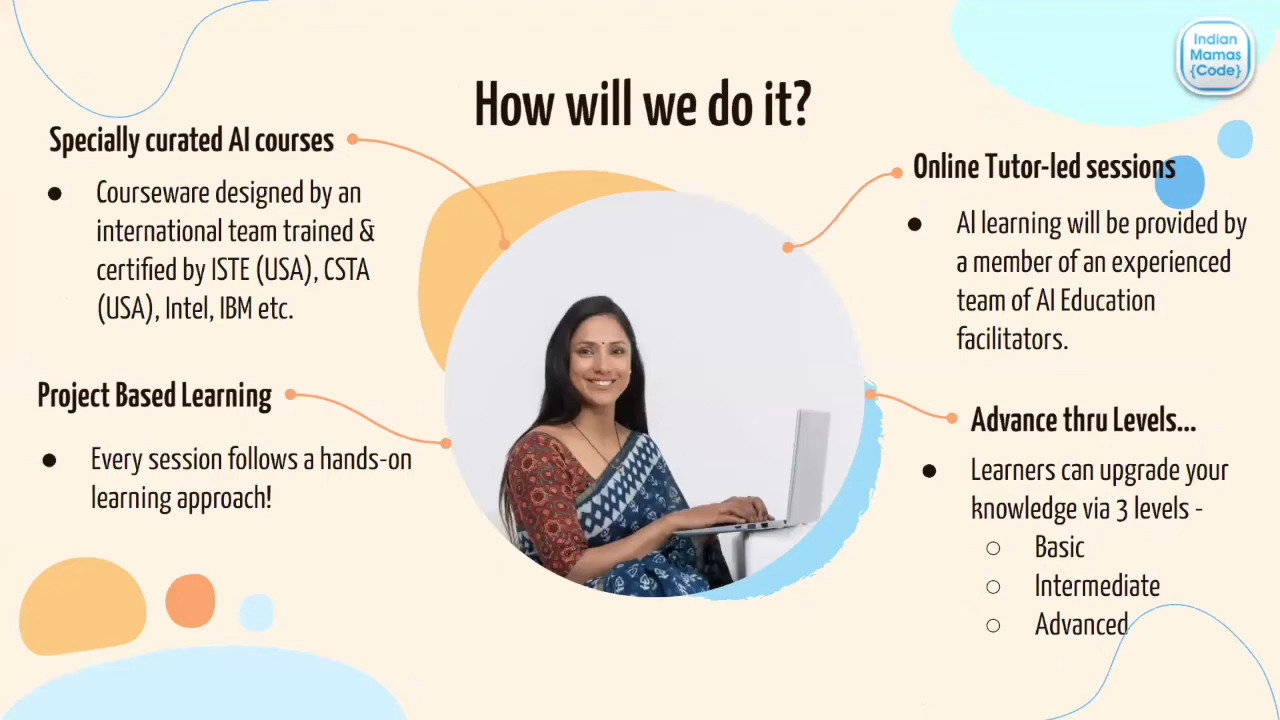 Indian
Mamas
{Code}
How will we do it?
Specially curated AI courses
● Courseware designed by an
international team trained &
certified by ISTE (USA), CSTA
(USA), Intel, IBM etc.
Project Based Learning
● Every session follows a hands-on
learning approach!
Online Tutor-led sessions
● AI learning will be provided by
a member of an experienced
team of AI Education
facilitators.
Advance thru Levels...
● Learners can upgrade your
knowledge via 3 levels -
○ Basic
○ Intermediate
○ Advanced